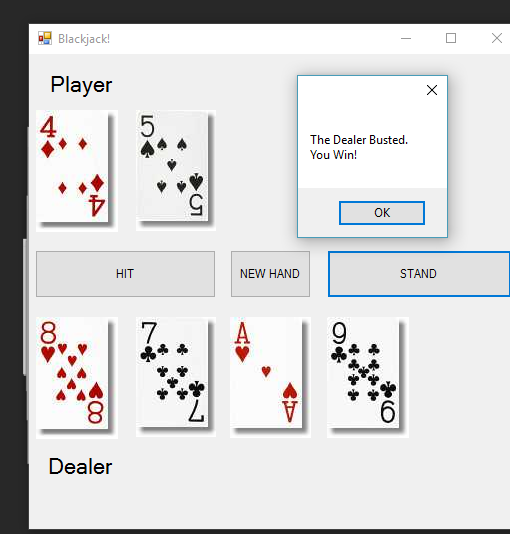 Blackjack!
Player
4
4
5
5
The Dealer Busted.
You Win!
OK
HIT
NEW HAND
STAND
8
8
7
7
A
A
9
9
Dealer